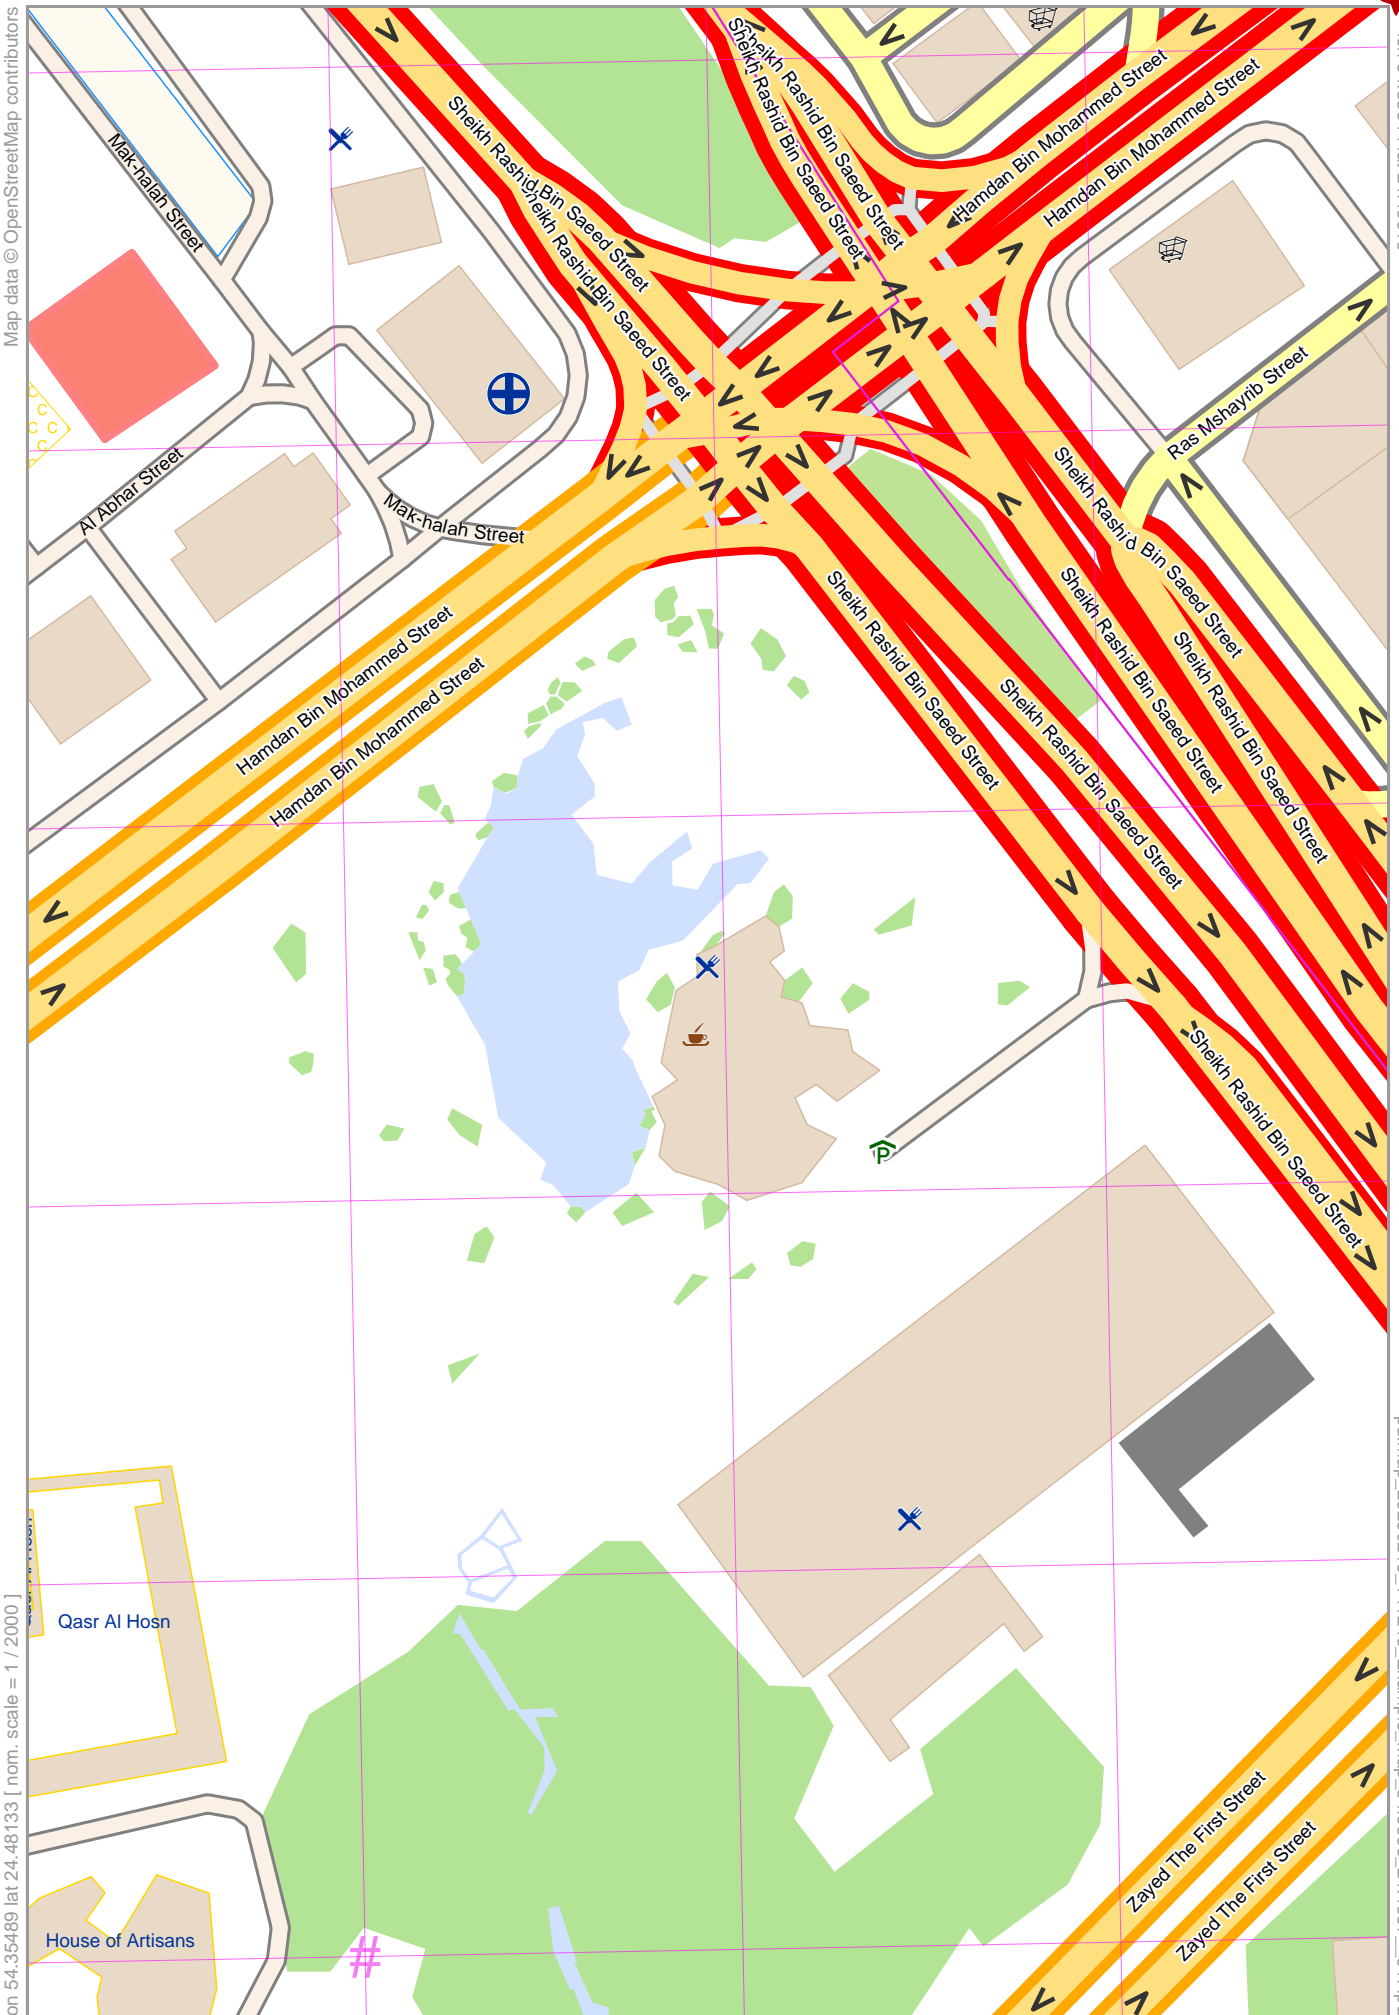 Map data © OpenStreetMap contributors
Sheikh Rashid Bin Saeed Street
Sheikh Rashid Bin Saeed Street
Hamdan Bin Mohammed Street
Hamdan Bin Mohammed Street
Sheikh Rashid Bin Saeed Street
Sheikh Rashid Bin Saeed Street
Mak-halah Street
Ras Mshayrib Street
Al Abhar Street
Mak-halah Street
C
C
C
C
C
Sheikh Rashid Bin Saeed Street
Sheikh Rashid Bin Saeed Street
Sheikh Rashid Bin Saeed Street
Sheikh Rashid Bin Saeed Street
Sheikh Rashid Bin Saeed Street
Hamdan Bin Mohammed Street
Hamdan Bin Mohammed Street
Sheikh Rashid Bin Saeed Street
P
Qasr Al Hosn
Zayed The First Street
Zayed The First Street
House of Artisans
#
on 54.35489 lat 24.48133 [ nom. scale = 1 / 2000 ]